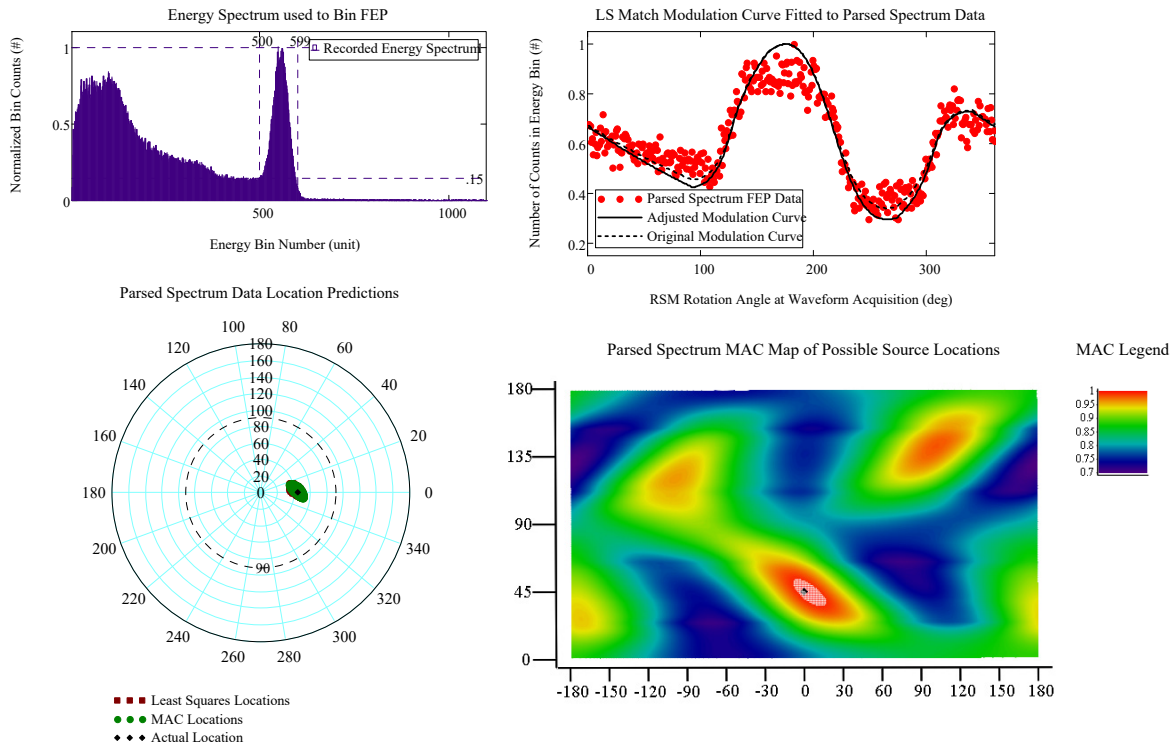 Energy Spectrum used to Bin FEP
Normalized Bin Counts (#)
1
0.5
0
500 599
Recorded Energy Spectrum
1
.15
500 1000
Energy Bin Number (unit)
LS Match Modulation Curve Fitted to Parsed Spectrum Data
Number of Counts in Energy Bin (#)
1
0.8
0.6
0.4
0.2
Parsed Spectrum FEP Data
Adjusted Modulation Curve
Original Modulation Curve
0 100 200 300
RSM Rotation Angle at Waveform Acquisition (deg)
Parsed Spectrum Data Location Predictions
100 80
120 60
140 40
160 20
180 0
200 340
220 320
240 300
260 280
180
160
140
120
100
80
60
40
20
0
90
Least Squares Locations
MAC Locations
Actual Location
Parsed Spectrum MAC Map of Possible Source Locations
180
135
90
45
0
-180 -150 -120 -90 -60 -30 0 30 60 90 120 150 180
MAC Legend
1
0.95
0.9
0.85
0.8
0.75
0.7